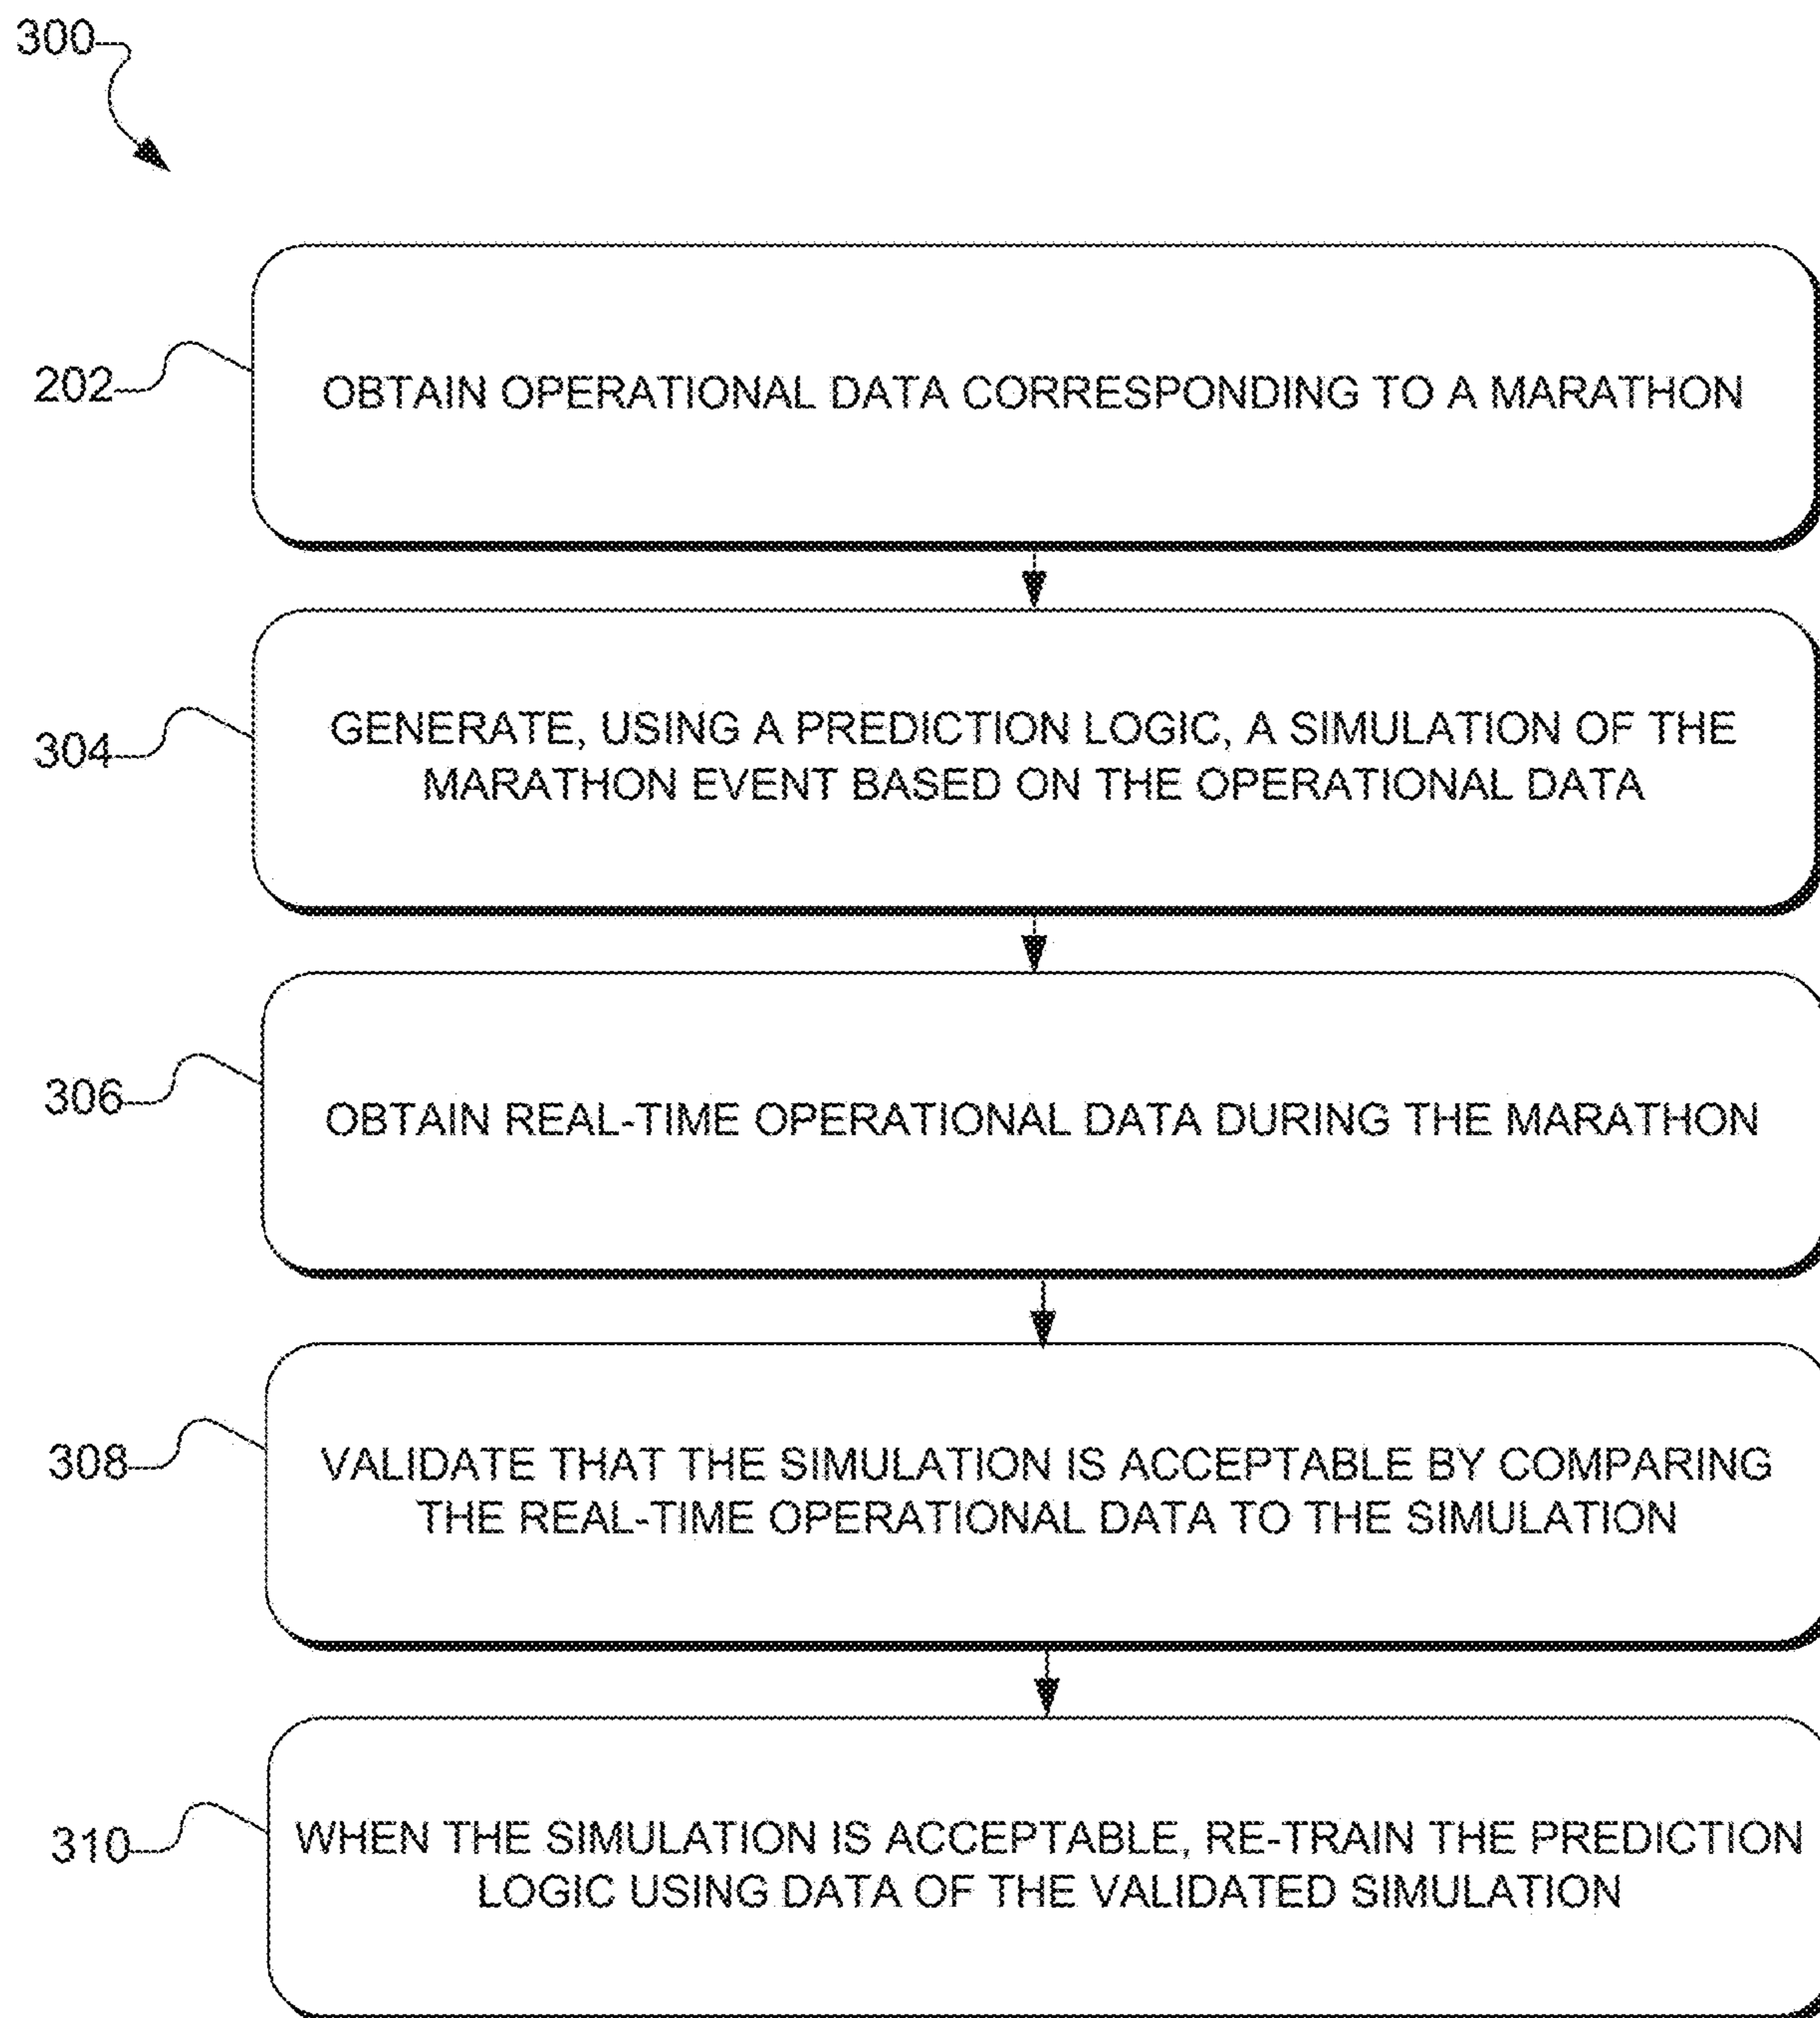 300
202
OBTAIN OPERATIONAL DATA CORRESPONDING TO A MARATHON
304
GENERATE, USING A PREDICTION LOGIC, A SIMULATION OF THE
MARATHON EVENT BASED ON THE OPERATIONAL DATA
306
OBTAIN REAL-TIME OPERATIONAL DATA DURING THE MARATHON
308
VALIDATE THAT THE SIMULATION IS ACCEPTABLE BY COMPARING
THE REAL-TIME OPERATIONAL DATA TO THE SIMULATION
310
WHEN THE SIMULATION IS ACCEPTABLE, RE-TRAIN THE PREDICTION
LOGIC USING DATA OF THE VALIDATED SIMULATION